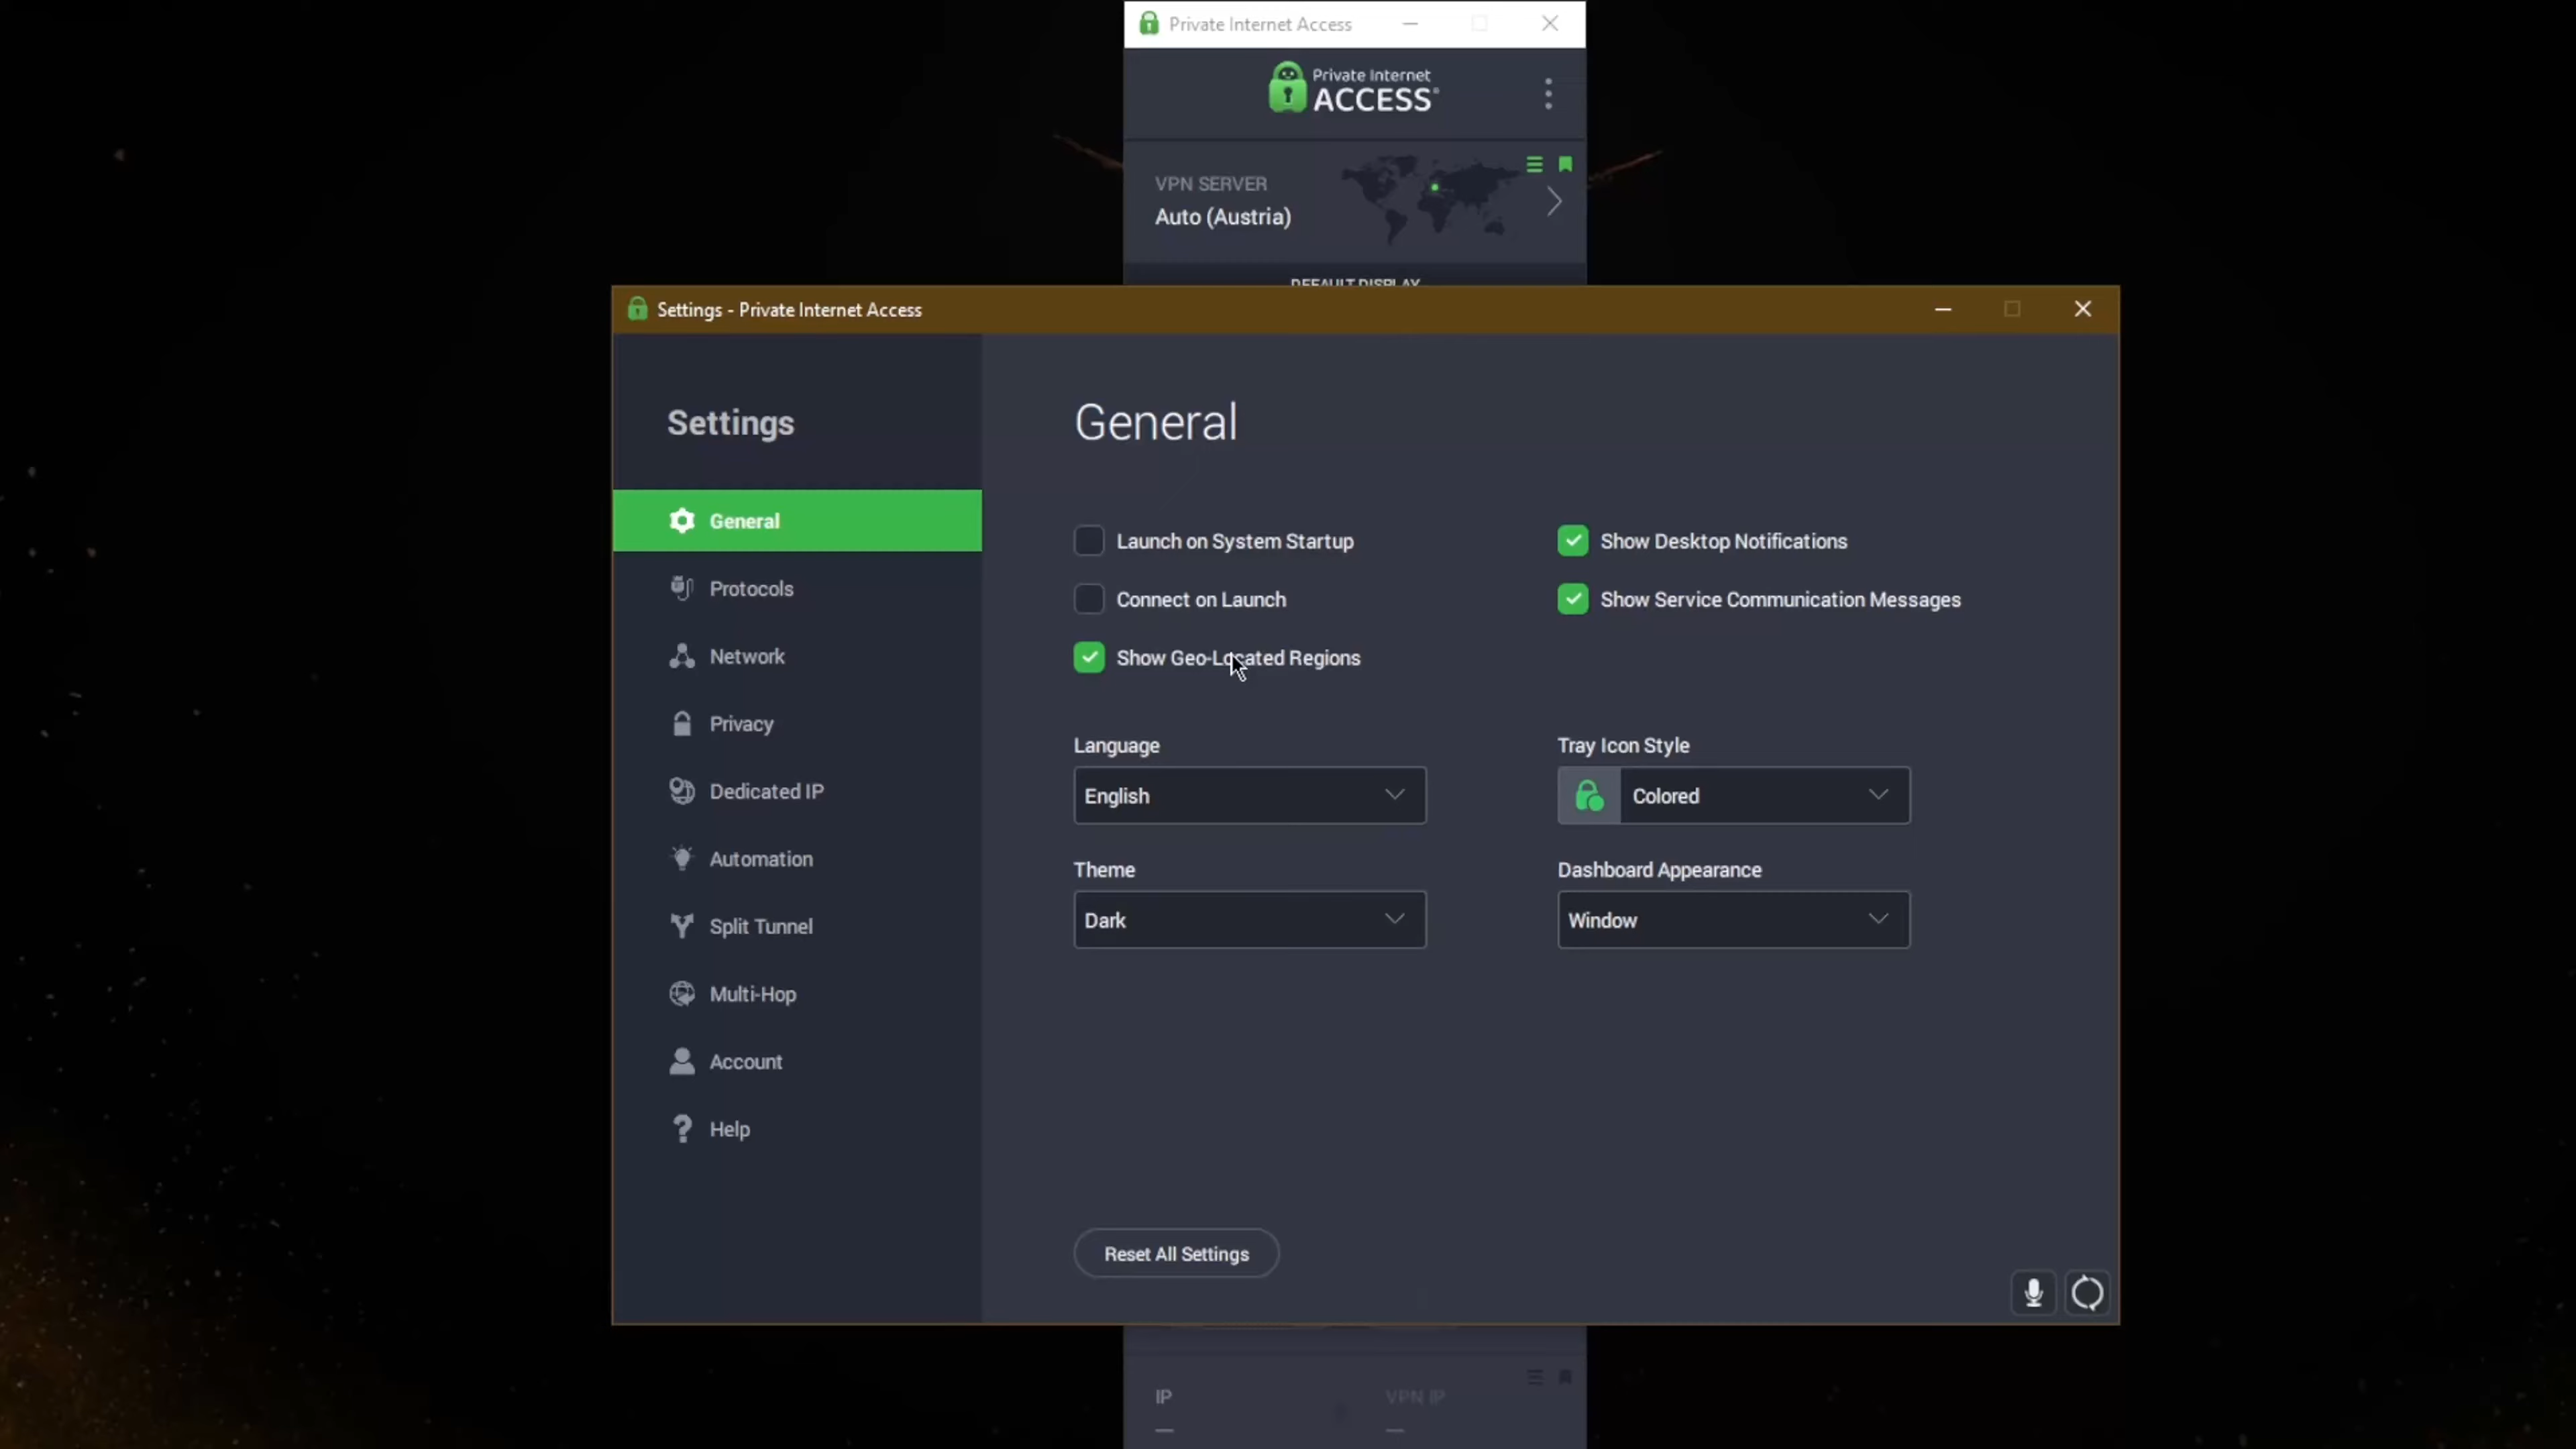 Private Internet Access
Private Internet
ACCESS®
VPN SERVER
Auto (Austria)
DEFAULT DISPLAY
Settings - Private Internet Access
Settings
General
Protocols
Network
Privacy
Dedicated IP
Automation
Split Tunnel
Multi-Hop
Account
Help
General
Launch on System Startup
Show Desktop Notifications
Connect on Launch
Show Service Communication Messages
Show Geo-Located Regions
Language
Tray Icon Style
English
Colored
Theme
Dashboard Appearance
Dark
Window
Reset All Settings
IP
VPN IP